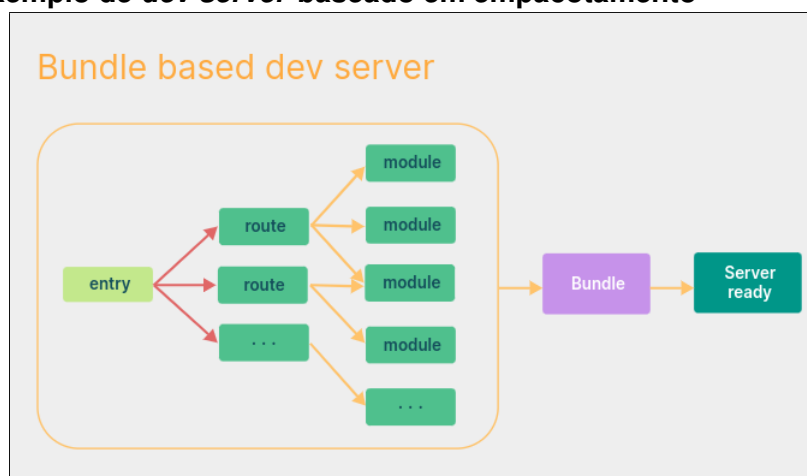 emplo de dev server baseado em empacotamento
Bundle based dev server
module
route
module
entry
route
module
Bundle
Server
ready
. . .
module
. . .